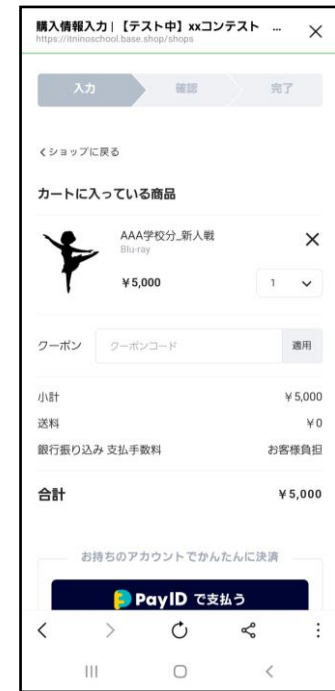 購入情報入力 | 【テスト中】xxコンテスト ...
https://itninoschool.base.shop/shops
入力
確認
完了
ショップに戻る
カートに入っている商品
AAA学校分_新人戦
Blu-ray
¥5,000
1
クーポン
クーポンコード
適用
小計 ¥5,000
送料 ¥0
銀行振り込み 支払手数料 お客様負担
合計 ¥5,000
お持ちのアカウントでかんたんに決済
PayID で支払う